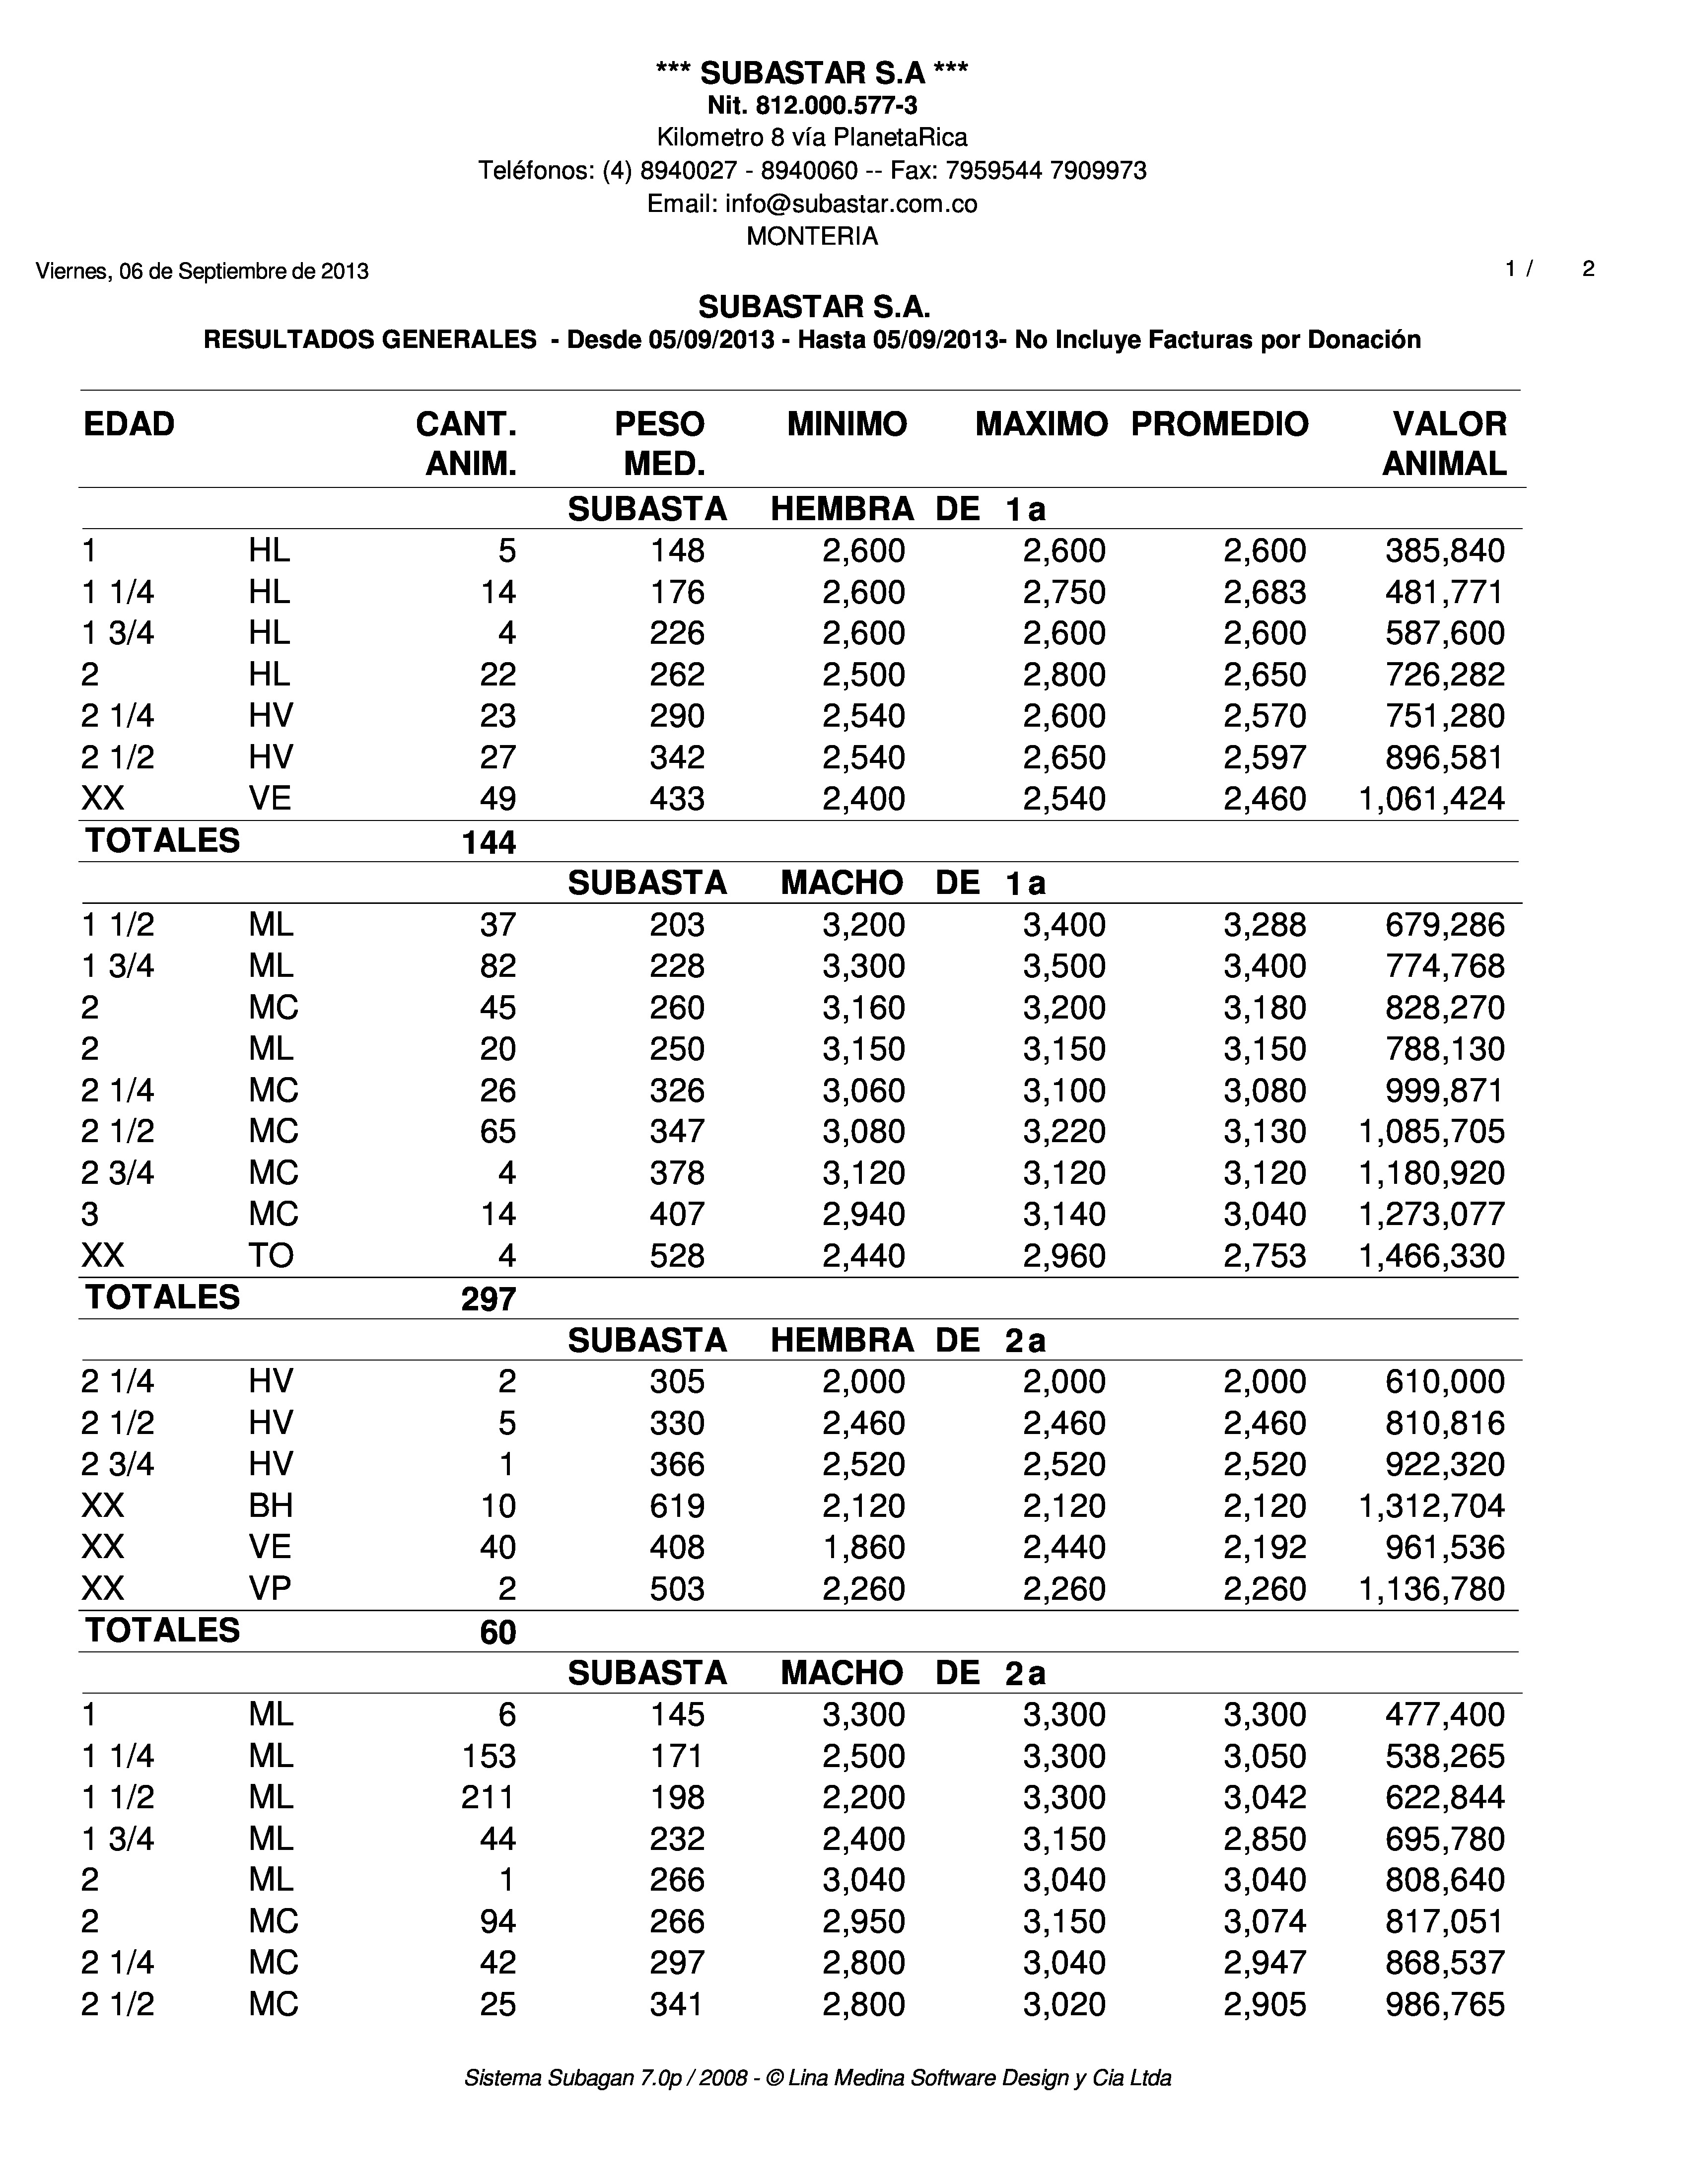 *** SUBASTAR S.A ***
Nit. 812.000.577-3
Kilometro 8 vía PlanetaRica
Teléfonos: (4) 8940027 - 8940060 -- Fax: 7959544 7909973
Email: info@subastar.com.co
MONTERIA
Viernes, 06 de Septiembre de 2013 1 / 2
SUBASTAR S.A.
RESULTADOS GENERALES - Desde 05/09/2013 - Hasta 05/09/2013- No Incluye Facturas por Donación
EDAD CANT. PESO MINIMO MAXIMO PROMEDIO VALOR
ANIM. MED. ANIMAL
SUBASTA HEMBRA DE 1a
1 HL 5 148 2,600 2,600 2,600 385,840
1 1/4 HL 14 176 2,600 2,750 2,683 481,771
1 3/4 HL 4 226 2,600 2,600 2,600 587,600
2 HL 22 262 2,500 2,800 2,650 726,282
2 1/4 HV 23 290 2,540 2,600 2,570 751,280
2 1/2 HV 27 342 2,540 2,650 2,597 896,581
XX VE 49 433 2,400 2,540 2,460 1,061,424
TOTALES 144
SUBASTA MACHO DE 1a
1 1/2 ML 37 203 3,200 3,400 3,288 679,286
1 3/4 ML 82 228 3,300 3,500 3,400 774,768
2 MC 45 260 3,160 3,200 3,180 828,270
2 ML 20 250 3,150 3,150 3,150 788,130
2 1/4 MC 26 326 3,060 3,100 3,080 999,871
2 1/2 MC 65 347 3,080 3,220 3,130 1,085,705
2 3/4 MC 4 378 3,120 3,120 3,120 1,180,920
3 MC 14 407 2,940 3,140 3,040 1,273,077
XX TO 4 528 2,440 2,960 2,753 1,466,330
TOTALES 297
SUBASTA HEMBRA DE 2a
2 1/4 HV 2 305 2,000 2,000 2,000 610,000
2 1/2 HV 5 330 2,460 2,460 2,460 810,816
2 3/4 HV 1 366 2,520 2,520 2,520 922,320
XX BH 10 619 2,120 2,120 2,120 1,312,704
XX VE 40 408 1,860 2,440 2,192 961,536
XX VP 2 503 2,260 2,260 2,260 1,136,780
TOTALES 60
SUBASTA MACHO DE 2a
1 ML 6 145 3,300 3,300 3,300 477,400
1 1/4 ML 153 171 2,500 3,300 3,050 538,265
1 1/2 ML 211 198 2,200 3,300 3,042 622,844
1 3/4 ML 44 232 2,400 3,150 2,850 695,780
2 ML 1 266 3,040 3,040 3,040 808,640
2 MC 94 266 2,950 3,150 3,074 817,051
2 1/4 MC 42 297 2,800 3,040 2,947 868,537
2 1/2 MC 25 341 2,800 3,020 2,905 986,765
Sistema Subagan 7.0p / 2008 - © Lina Medina Software Design y Cia Ltda